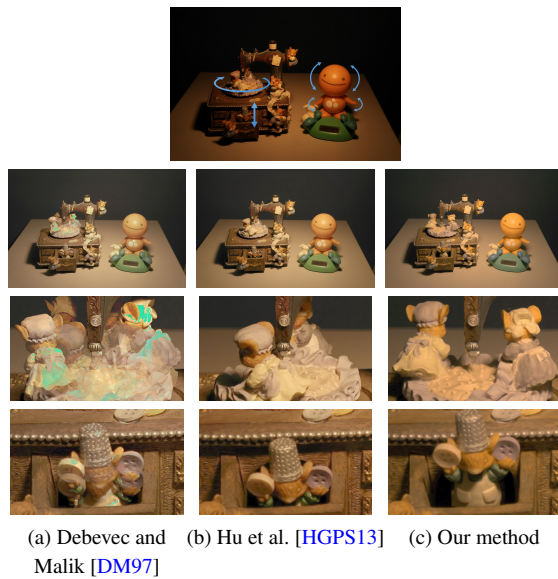 (a) Debevec and
Malik [DM97]
(b) Hu et al. [HGPS13]
(c) Our method